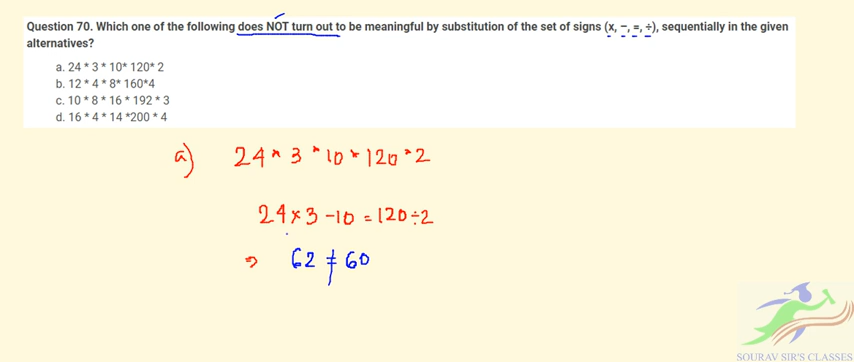 Question 70. Which one of the following does NOT turn out to be meaningful by substitution of the set of signs (x, −, =, ÷), sequentially in the given
alternatives?
a. 24 * 3 * 10* 120* 2
b. 12 * 4 * 8* 160*4
c. 10 * 8 * 16 * 192 * 3
d. 16 * 4 * 14 *200 * 4
a) 24 * 3 * 10 * 120 * 2
24 × 3 − 10 = 120 ÷ 2
⇒ 62 ≠ 60
SOURAV SIR'S CLASSES